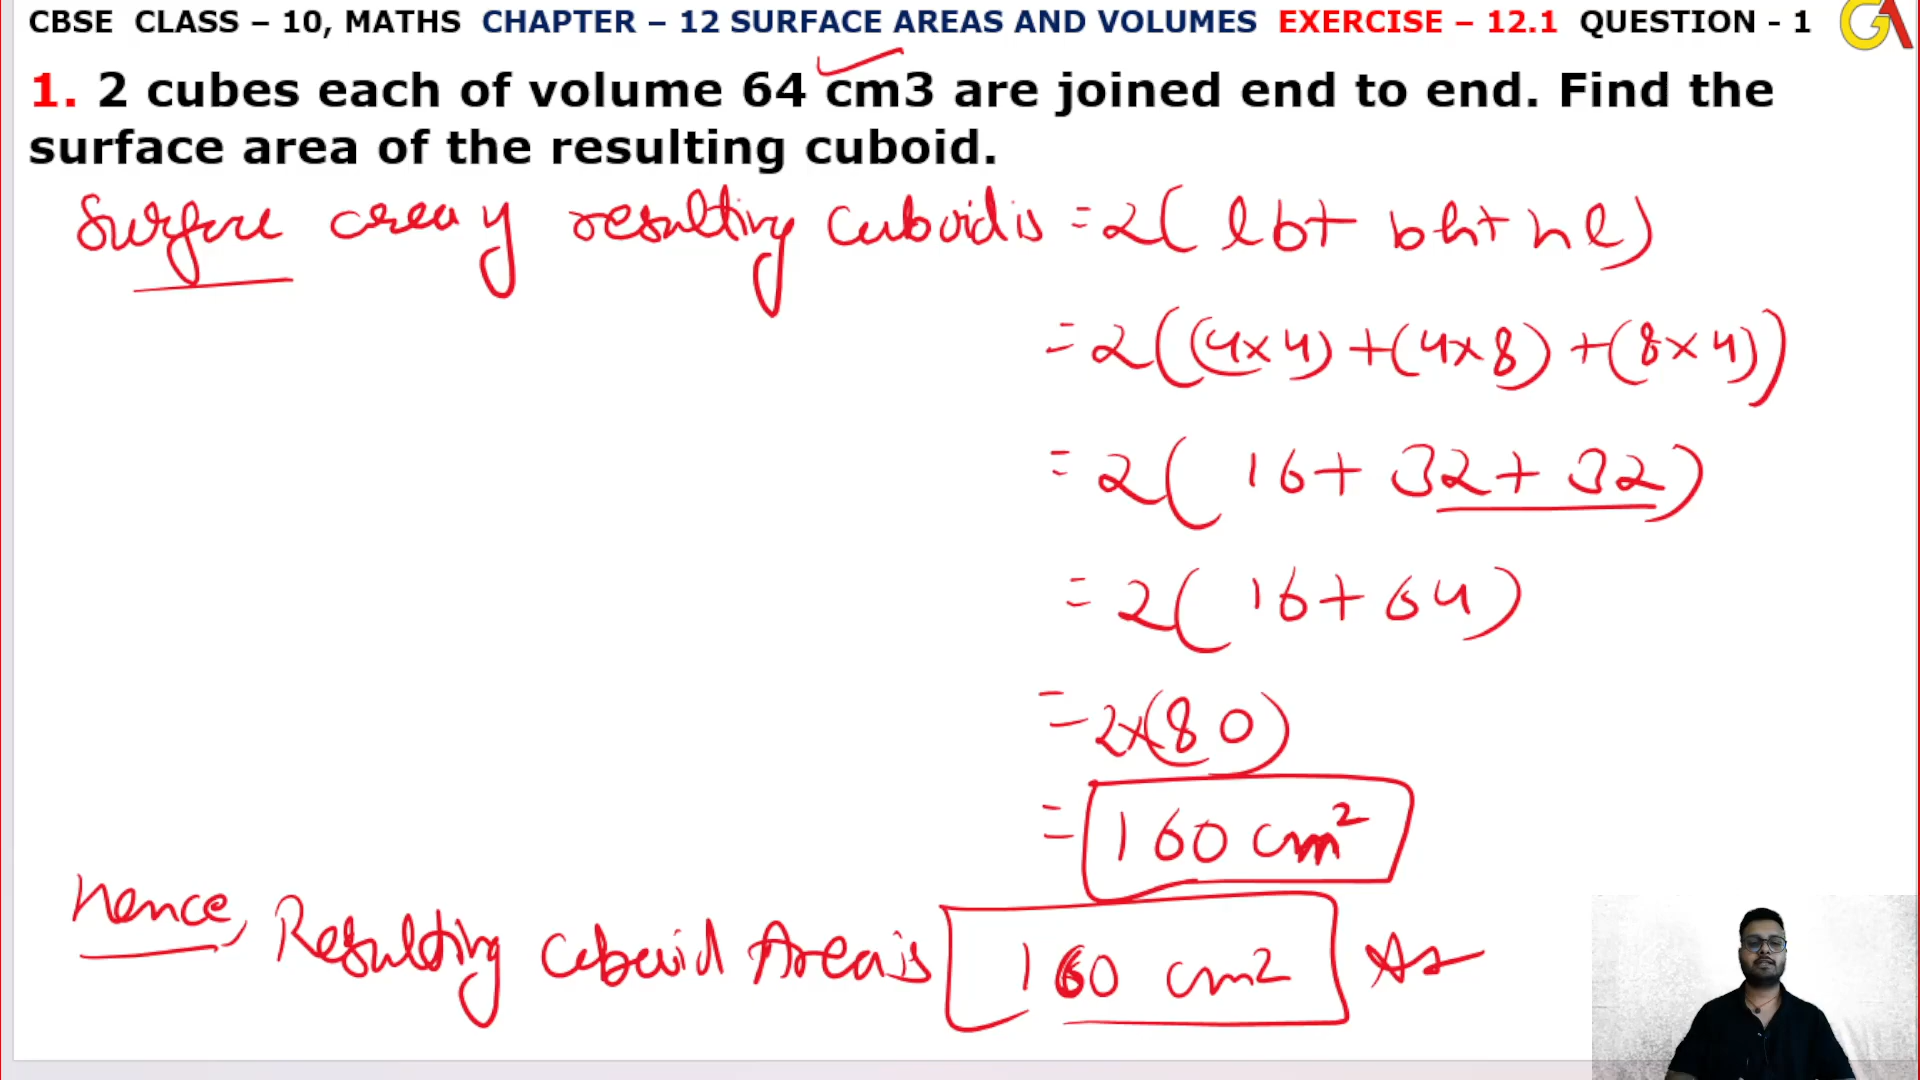 CBSE CLASS – 10, MATHS CHAPTER – 12 SURFACE AREAS AND VOLUMES EXERCISE – 12.1 QUESTION - 1 GA
1. 2 cubes each of volume 64 cm3 are joined end to end. Find the
surface area of the resulting cuboid.
Surface area of resulting cuboid is = 2( lb + bh + hl)
= 2((4×4) + (4×8) + (8×4))
= 2( 16 + 32 + 32)
= 2( 16 + 64)
= 2×(80)
= 160 cm²
Hence, Resulting Cuboid Area is 160 cm2 As